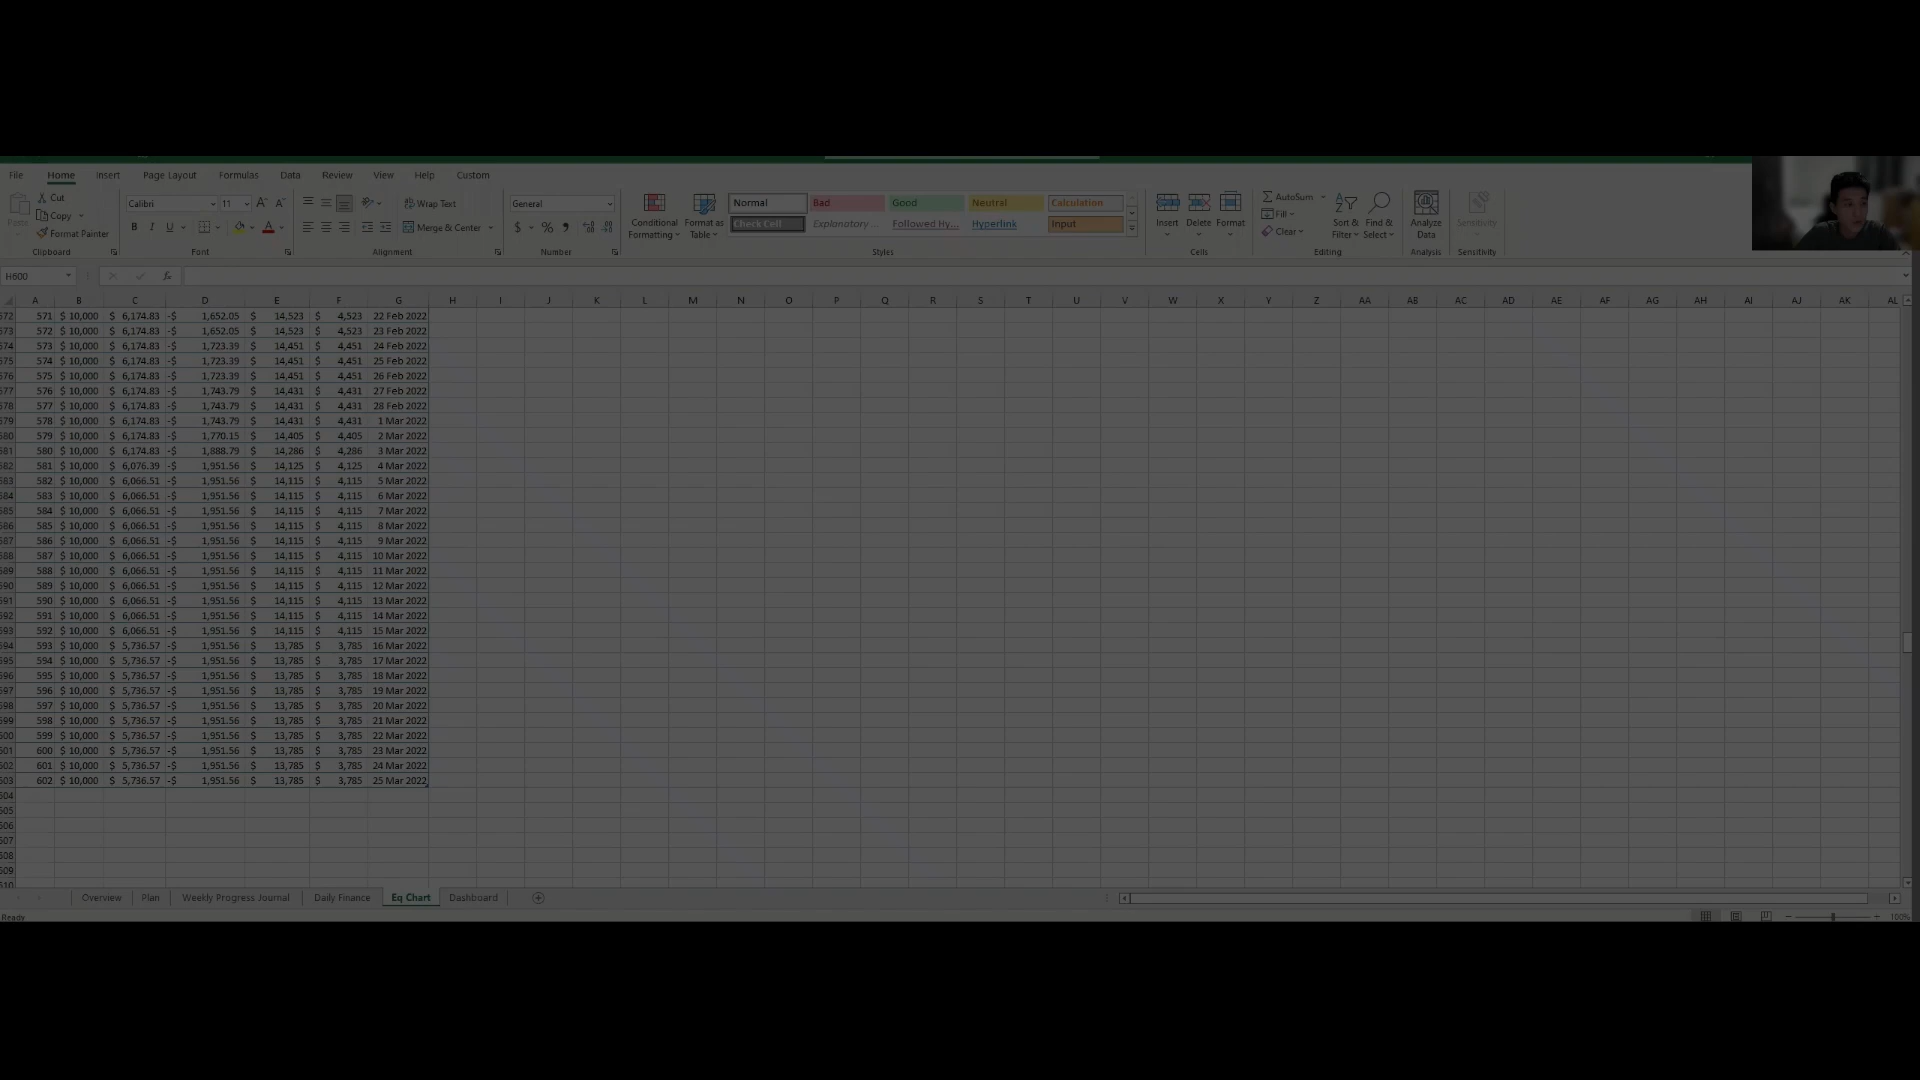 File Home Insert Page Layout Formulas Data Review View Help Custom
Cut
Copy
Format Painter
Paste
Clipboard
Calibri 11
B I U
Font
Wrap Text
Merge & Center
Alignment
General
$ % ,
Number
Conditional Formatting
Format as Table
Normal Bad Good Neutral Calculation
Check Cell Explanatory ... Followed Hy... Hyperlink Input
Styles
Insert Delete Format
Cells
AutoSum
Fill
Clear
Sort & Filter
Find & Select
Editing
Analyze Data
Analysis
Sensitivity
Sensitivity
H600 fx
A B C D E F G H I J K L M N O P Q R S T U V W X Y Z AA AB AC AD AE AF AG AH AI AJ AK AL
572 571 $ 10,000 $ 6,174.83 -$ 1,652.05 $ 14,523 $ 4,523 22 Feb 2022
573 572 $ 10,000 $ 6,174.83 -$ 1,652.05 $ 14,523 $ 4,523 23 Feb 2022
574 573 $ 10,000 $ 6,174.83 -$ 1,723.39 $ 14,451 $ 4,451 24 Feb 2022
575 574 $ 10,000 $ 6,174.83 -$ 1,723.39 $ 14,451 $ 4,451 25 Feb 2022
576 575 $ 10,000 $ 6,174.83 -$ 1,723.39 $ 14,451 $ 4,451 26 Feb 2022
577 576 $ 10,000 $ 6,174.83 -$ 1,743.79 $ 14,431 $ 4,431 27 Feb 2022
578 577 $ 10,000 $ 6,174.83 -$ 1,743.79 $ 14,431 $ 4,431 28 Feb 2022
579 578 $ 10,000 $ 6,174.83 -$ 1,743.79 $ 14,431 $ 4,431 1 Mar 2022
580 579 $ 10,000 $ 6,174.83 -$ 1,770.15 $ 14,405 $ 4,405 2 Mar 2022
581 580 $ 10,000 $ 6,174.83 -$ 1,888.79 $ 14,286 $ 4,286 3 Mar 2022
582 581 $ 10,000 $ 6,076.39 -$ 1,951.56 $ 14,125 $ 4,125 4 Mar 2022
583 582 $ 10,000 $ 6,066.51 -$ 1,951.56 $ 14,115 $ 4,115 5 Mar 2022
584 583 $ 10,000 $ 6,066.51 -$ 1,951.56 $ 14,115 $ 4,115 6 Mar 2022
585 584 $ 10,000 $ 6,066.51 -$ 1,951.56 $ 14,115 $ 4,115 7 Mar 2022
586 585 $ 10,000 $ 6,066.51 -$ 1,951.56 $ 14,115 $ 4,115 8 Mar 2022
587 586 $ 10,000 $ 6,066.51 -$ 1,951.56 $ 14,115 $ 4,115 9 Mar 2022
588 587 $ 10,000 $ 6,066.51 -$ 1,951.56 $ 14,115 $ 4,115 10 Mar 2022
589 588 $ 10,000 $ 6,066.51 -$ 1,951.56 $ 14,115 $ 4,115 11 Mar 2022
590 589 $ 10,000 $ 6,066.51 -$ 1,951.56 $ 14,115 $ 4,115 12 Mar 2022
591 590 $ 10,000 $ 6,066.51 -$ 1,951.56 $ 14,115 $ 4,115 13 Mar 2022
592 591 $ 10,000 $ 6,066.51 -$ 1,951.56 $ 14,115 $ 4,115 14 Mar 2022
593 592 $ 10,000 $ 6,066.51 -$ 1,951.56 $ 14,115 $ 4,115 15 Mar 2022
594 593 $ 10,000 $ 5,736.57 -$ 1,951.56 $ 13,785 $ 3,785 16 Mar 2022
595 594 $ 10,000 $ 5,736.57 -$ 1,951.56 $ 13,785 $ 3,785 17 Mar 2022
596 595 $ 10,000 $ 5,736.57 -$ 1,951.56 $ 13,785 $ 3,785 18 Mar 2022
597 596 $ 10,000 $ 5,736.57 -$ 1,951.56 $ 13,785 $ 3,785 19 Mar 2022
598 597 $ 10,000 $ 5,736.57 -$ 1,951.56 $ 13,785 $ 3,785 20 Mar 2022
599 598 $ 10,000 $ 5,736.57 -$ 1,951.56 $ 13,785 $ 3,785 21 Mar 2022
600 599 $ 10,000 $ 5,736.57 -$ 1,951.56 $ 13,785 $ 3,785 22 Mar 2022
601 600 $ 10,000 $ 5,736.57 -$ 1,951.56 $ 13,785 $ 3,785 23 Mar 2022
602 601 $ 10,000 $ 5,736.57 -$ 1,951.56 $ 13,785 $ 3,785 24 Mar 2022
603 602 $ 10,000 $ 5,736.57 -$ 1,951.56 $ 13,785 $ 3,785 25 Mar 2022
604
605
606
607
608
609
610
Overview Plan Weekly Progress Journal Daily Finance Eq Chart Dashboard
Ready 100%